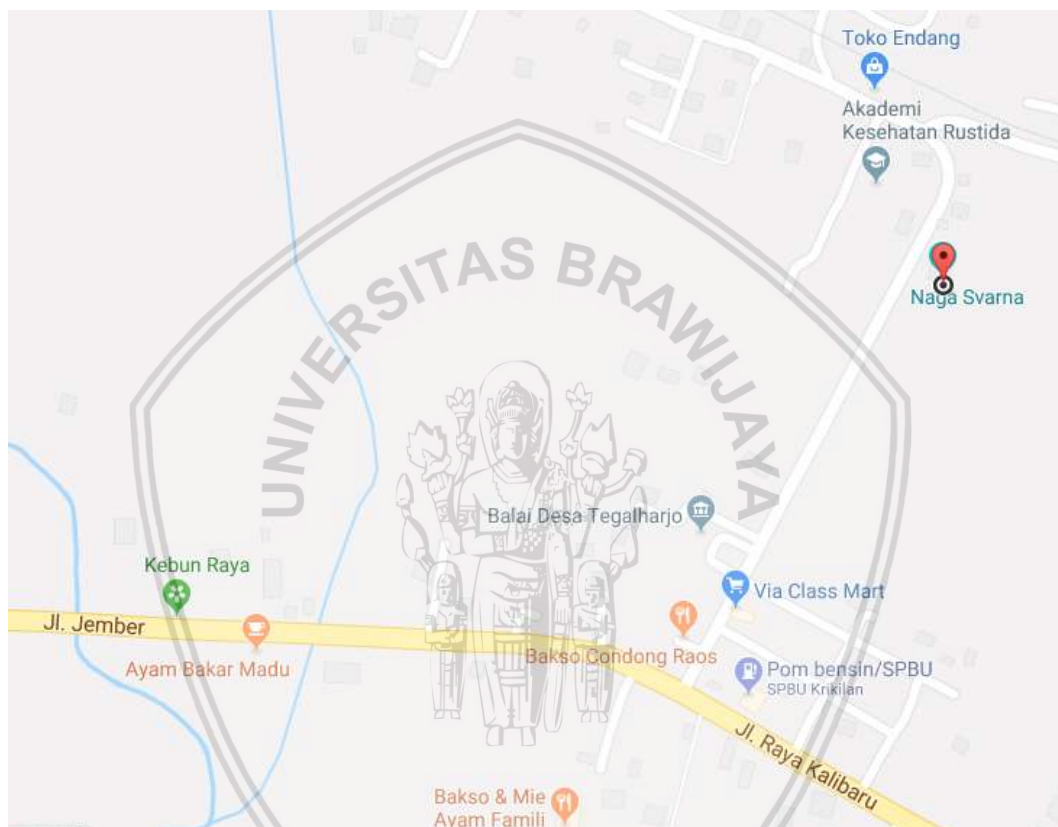 Toko Endang
Akademi
Kesehatan Rustida
Naga Svarna
UNIVERSITAS BRAWIJAYA
Balai Desa Tegalharjo
Kebun Raya
Via Class Mart
Jl. Jember
Ayam Bakar Madu
Bakso Condong Raos
Pom bensin/SPBU
SPBU Krikilan
Jl. Raya Kalibaru
Bakso & Mie
Ayam Famili